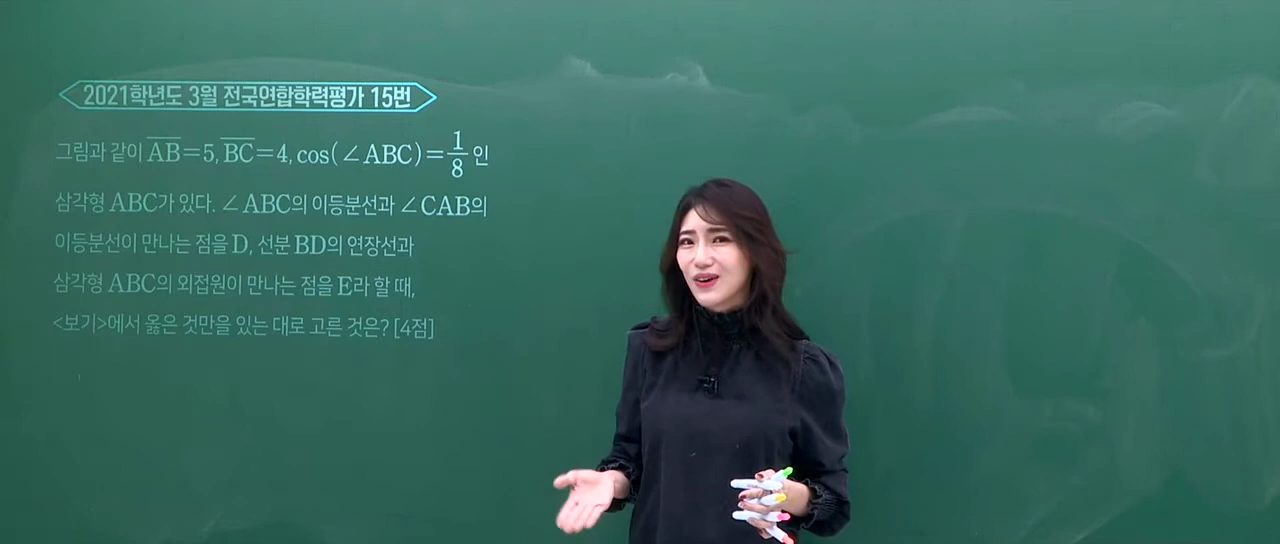 2021학년도 3월 전국연합학력평가 15번
그림과 같이 $\overline{AB}=5, \overline{BC}=4, \cos(\angle ABC)=\frac{1}{8}$ 인
삼각형 ABC가 있다. ∠ABC의 이등분선과 ∠CAB의
이등분선이 만나는 점을 D, 선분 BD의 연장선과
삼각형 ABC의 외접원이 만나는 점을 E라 할 때,
<보기>에서 옳은 것만을 있는 대로 고른 것은? [4점]